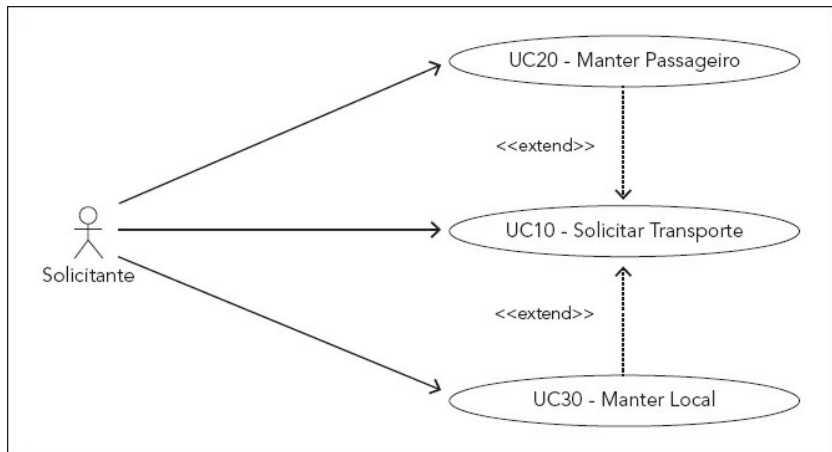 UC20 - Manter Passageiro
<<extend>>
UC10 - Solicitar Transporte
Solicitante
<<extend>>
UC30 - Manter Local